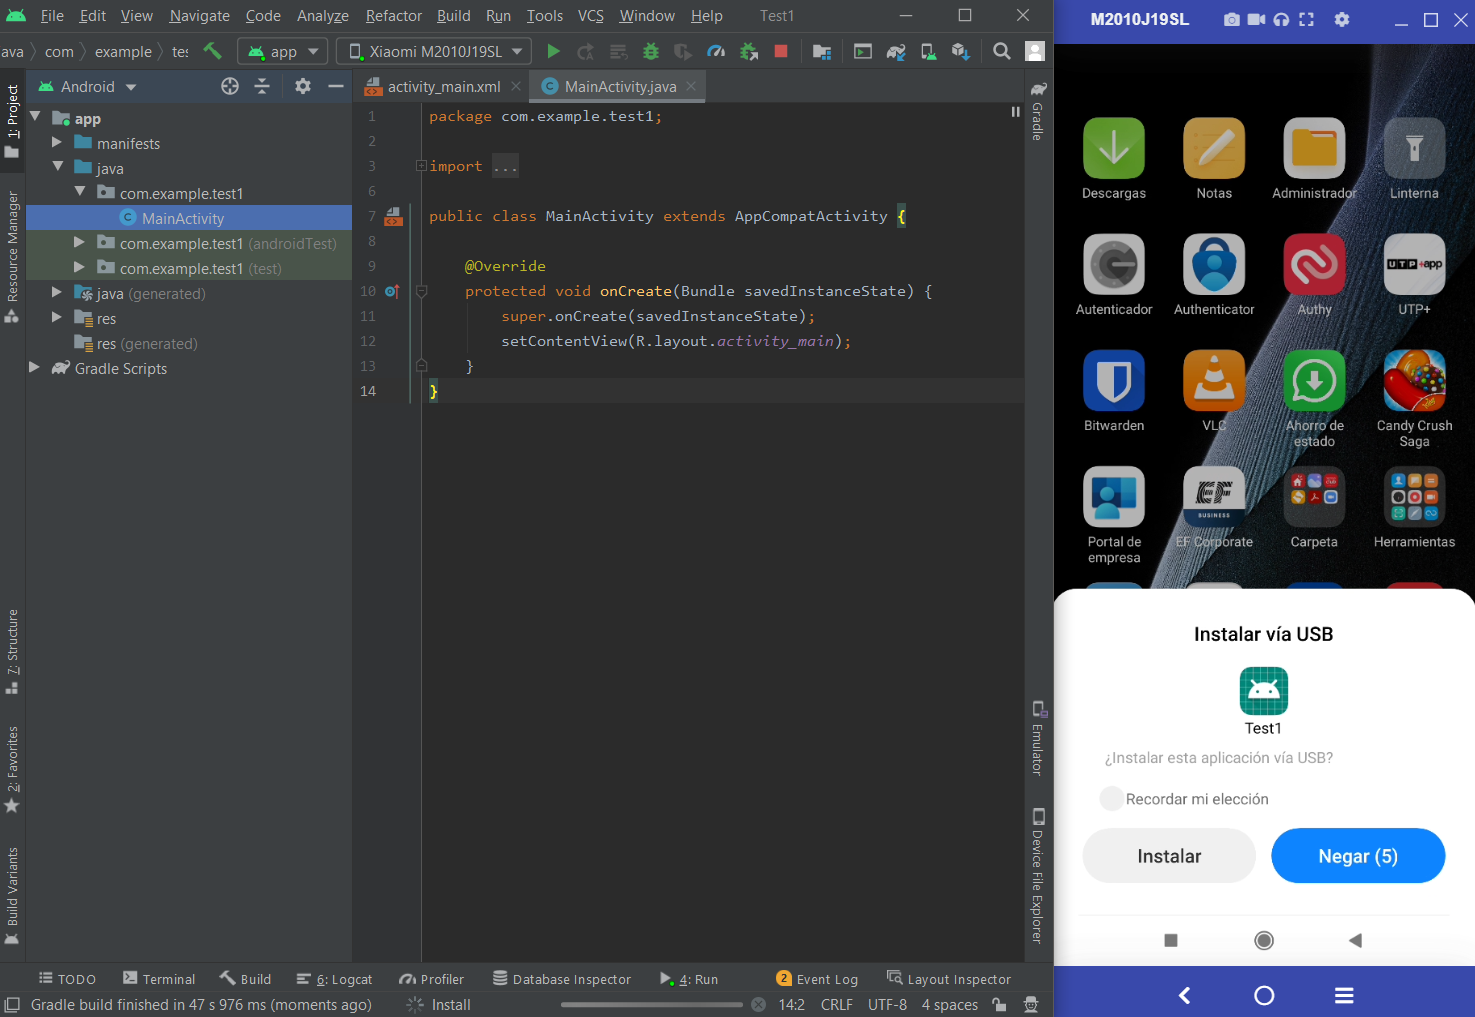 File Edit View Navigate Code Analyze Refactor Build Run Tools VCS Window Help Test1
ava com example tes app Xiaomi M2010J19SL
Android
activity_main.xml
MainActivity.java
1: Project
Resource Manager
7: Structure
2: Favorites
Build Variants
app
manifests
java
com.example.test1
MainActivity
com.example.test1 (androidTest)
com.example.test1 (test)
java (generated)
res
res (generated)
Gradle Scripts
1 package com.example.test1;
2
3 import ...
6
7 public class MainActivity extends AppCompatActivity {
8
9 @Override
10 protected void onCreate(Bundle savedInstanceState) {
11 super.onCreate(savedInstanceState);
12 setContentView(R.layout.activity_main);
13 }
14 }
Gradle
Emulator
Device File Explorer
TODO Terminal Build 6: Logcat Profiler Database Inspector 4: Run 2 Event Log Layout Inspector
Gradle build finished in 47 s 976 ms (moments ago) Install 14:2 CRLF UTF-8 4 spaces
M2010J19SL
Descargas Notas Administrador Linterna
UTP+app
Autenticador Authenticator Authy UTP+
Bitwarden VLC Ahorro de estado Candy Crush Saga
EF
BUSINESS
Portal de empresa EF Corporate Carpeta Herramientas
Instalar vía USB
Test1
¿Instalar esta aplicación vía USB?
Recordar mi elección
Instalar Negar (5)